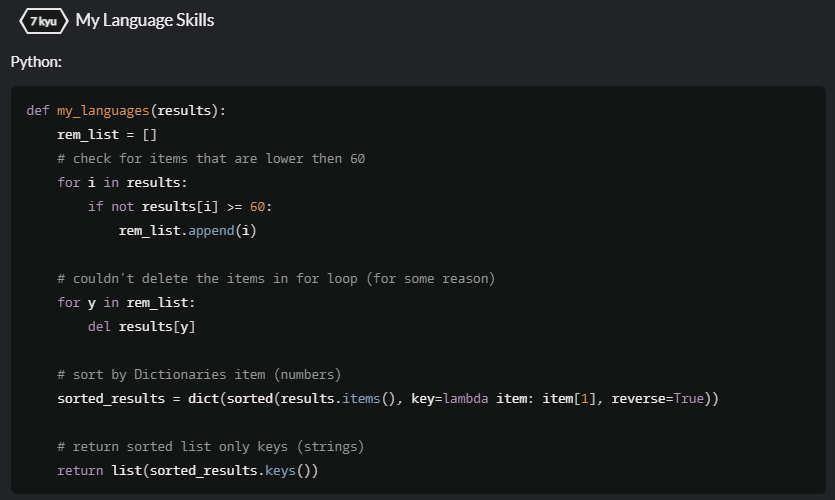 7 kyu My Language Skills
Python:
def my_languages(results):
    rem_list = []
    # check for items that are lower then 60
    for i in results:
        if not results[i] >= 60:
            rem_list.append(i)
    # couldn't delete the items in for loop (for some reason)
    for y in rem_list:
        del results[y]
    # sort by Dictionaries item (numbers)
    sorted_results = dict(sorted(results.items(), key=lambda item: item[1], reverse=True))
    # return sorted list only keys (strings)
    return list(sorted_results.keys())